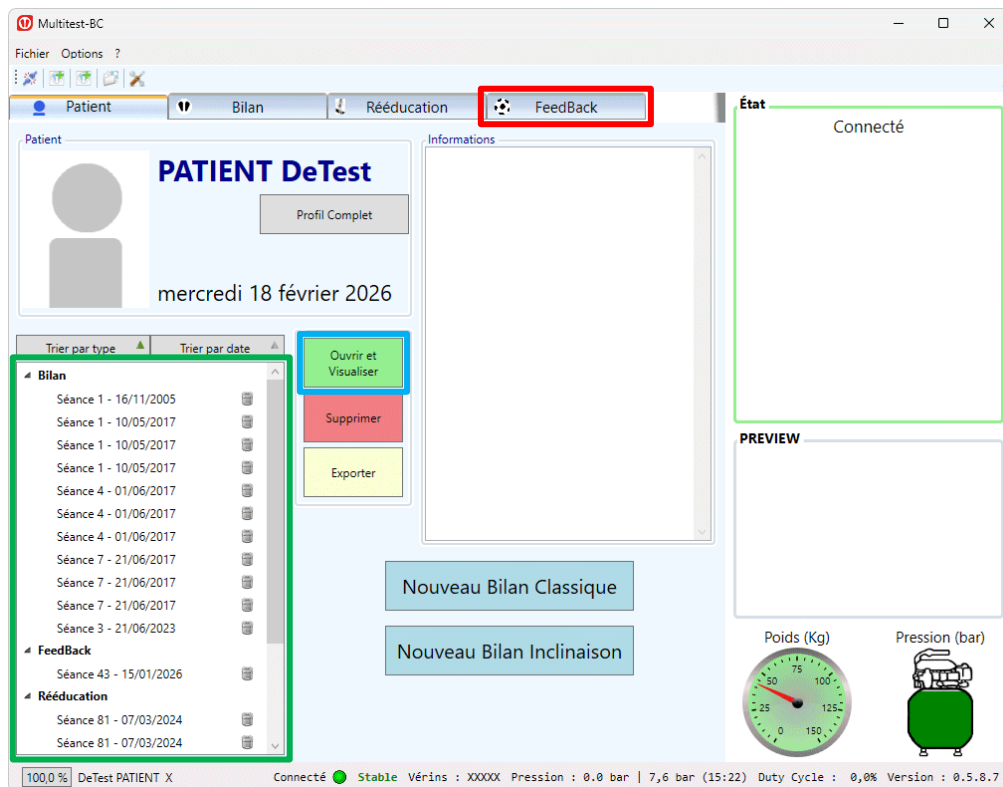 Multitest-BC
Fichier Options ?
Patient
Bilan
Rééducation
FeedBack
Patient
PATIENT DeTest
Profil Complet
mercredi 18 février 2026
Informations
Trier par type
Trier par date
Bilan
Séance 1 - 16/11/2005
Séance 1 - 10/05/2017
Séance 1 - 10/05/2017
Séance 1 - 10/05/2017
Séance 4 - 01/06/2017
Séance 4 - 01/06/2017
Séance 4 - 01/06/2017
Séance 7 - 21/06/2017
Séance 7 - 21/06/2017
Séance 7 - 21/06/2017
Séance 3 - 21/06/2023
FeedBack
Séance 43 - 15/01/2026
Rééducation
Séance 81 - 07/03/2024
Séance 81 - 07/03/2024
Ouvrir et
Visualiser
Supprimer
Exporter
Nouveau Bilan Classique
Nouveau Bilan Inclinaison
État
Connecté
PREVIEW
Poids (Kg)
0
25
50
75
100
125
150
Pression (bar)
100,0 % DeTest PATIENT X Connecté Stable Vérins : XXXXX Pression : 0.0 bar | 7,6 bar (15:22) Duty Cycle : 0,0% Version : 0.5.8.7